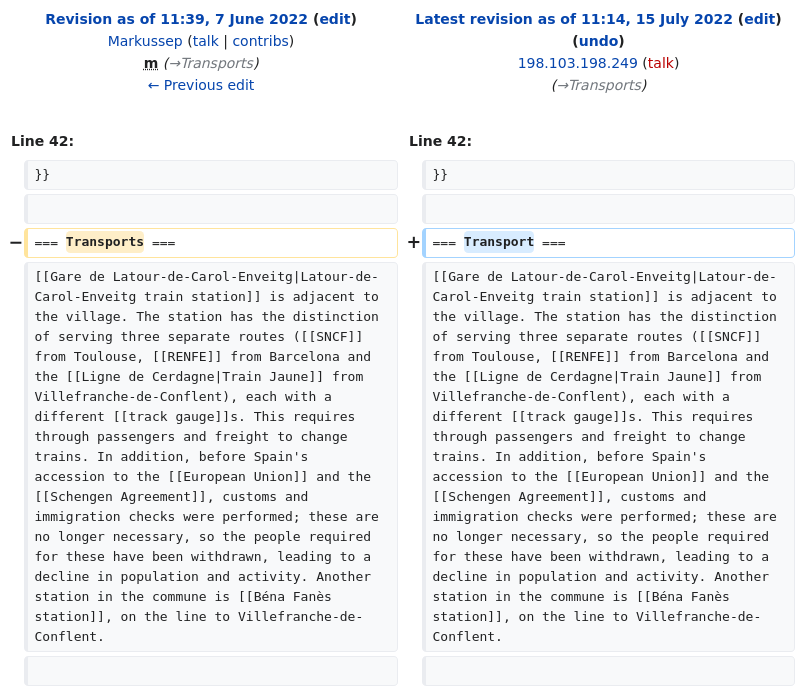 Revision as of 11:39, 7 June 2022 (edit)
Markussep (talk | contribs)
m (→Transports)
← Previous edit
Latest revision as of 11:14, 15 July 2022 (edit)
(undo)
198.103.198.249 (talk)
(→Transports)
Line 42:
}}
− === Transports ===
[[Gare de Latour-de-Carol-Enveitg|Latour-de-
Carol-Enveitg train station]] is adjacent to
the village. The station has the distinction
of serving three separate routes ([[SNCF]]
from Toulouse, [[RENFE]] from Barcelona and
the [[Ligne de Cerdagne|Train Jaune]] from
Villefranche-de-Conflent), each with a
different [[track gauge]]s. This requires
through passengers and freight to change
trains. In addition, before Spain's
accession to the [[European Union]] and the
[[Schengen Agreement]], customs and
immigration checks were performed; these are
no longer necessary, so the people required
for these have been withdrawn, leading to a
decline in population and activity. Another
station in the commune is [[Béna Fanès
station]], on the line to Villefranche-de-
Conflent.
Line 42:
}}
+ === Transport ===
[[Gare de Latour-de-Carol-Enveitg|Latour-de-
Carol-Enveitg train station]] is adjacent to
the village. The station has the distinction
of serving three separate routes ([[SNCF]]
from Toulouse, [[RENFE]] from Barcelona and
the [[Ligne de Cerdagne|Train Jaune]] from
Villefranche-de-Conflent), each with a
different [[track gauge]]s. This requires
through passengers and freight to change
trains. In addition, before Spain's
accession to the [[European Union]] and the
[[Schengen Agreement]], customs and
immigration checks were performed; these are
no longer necessary, so the people required
for these have been withdrawn, leading to a
decline in population and activity. Another
station in the commune is [[Béna Fanès
station]], on the line to Villefranche-de-
Conflent.